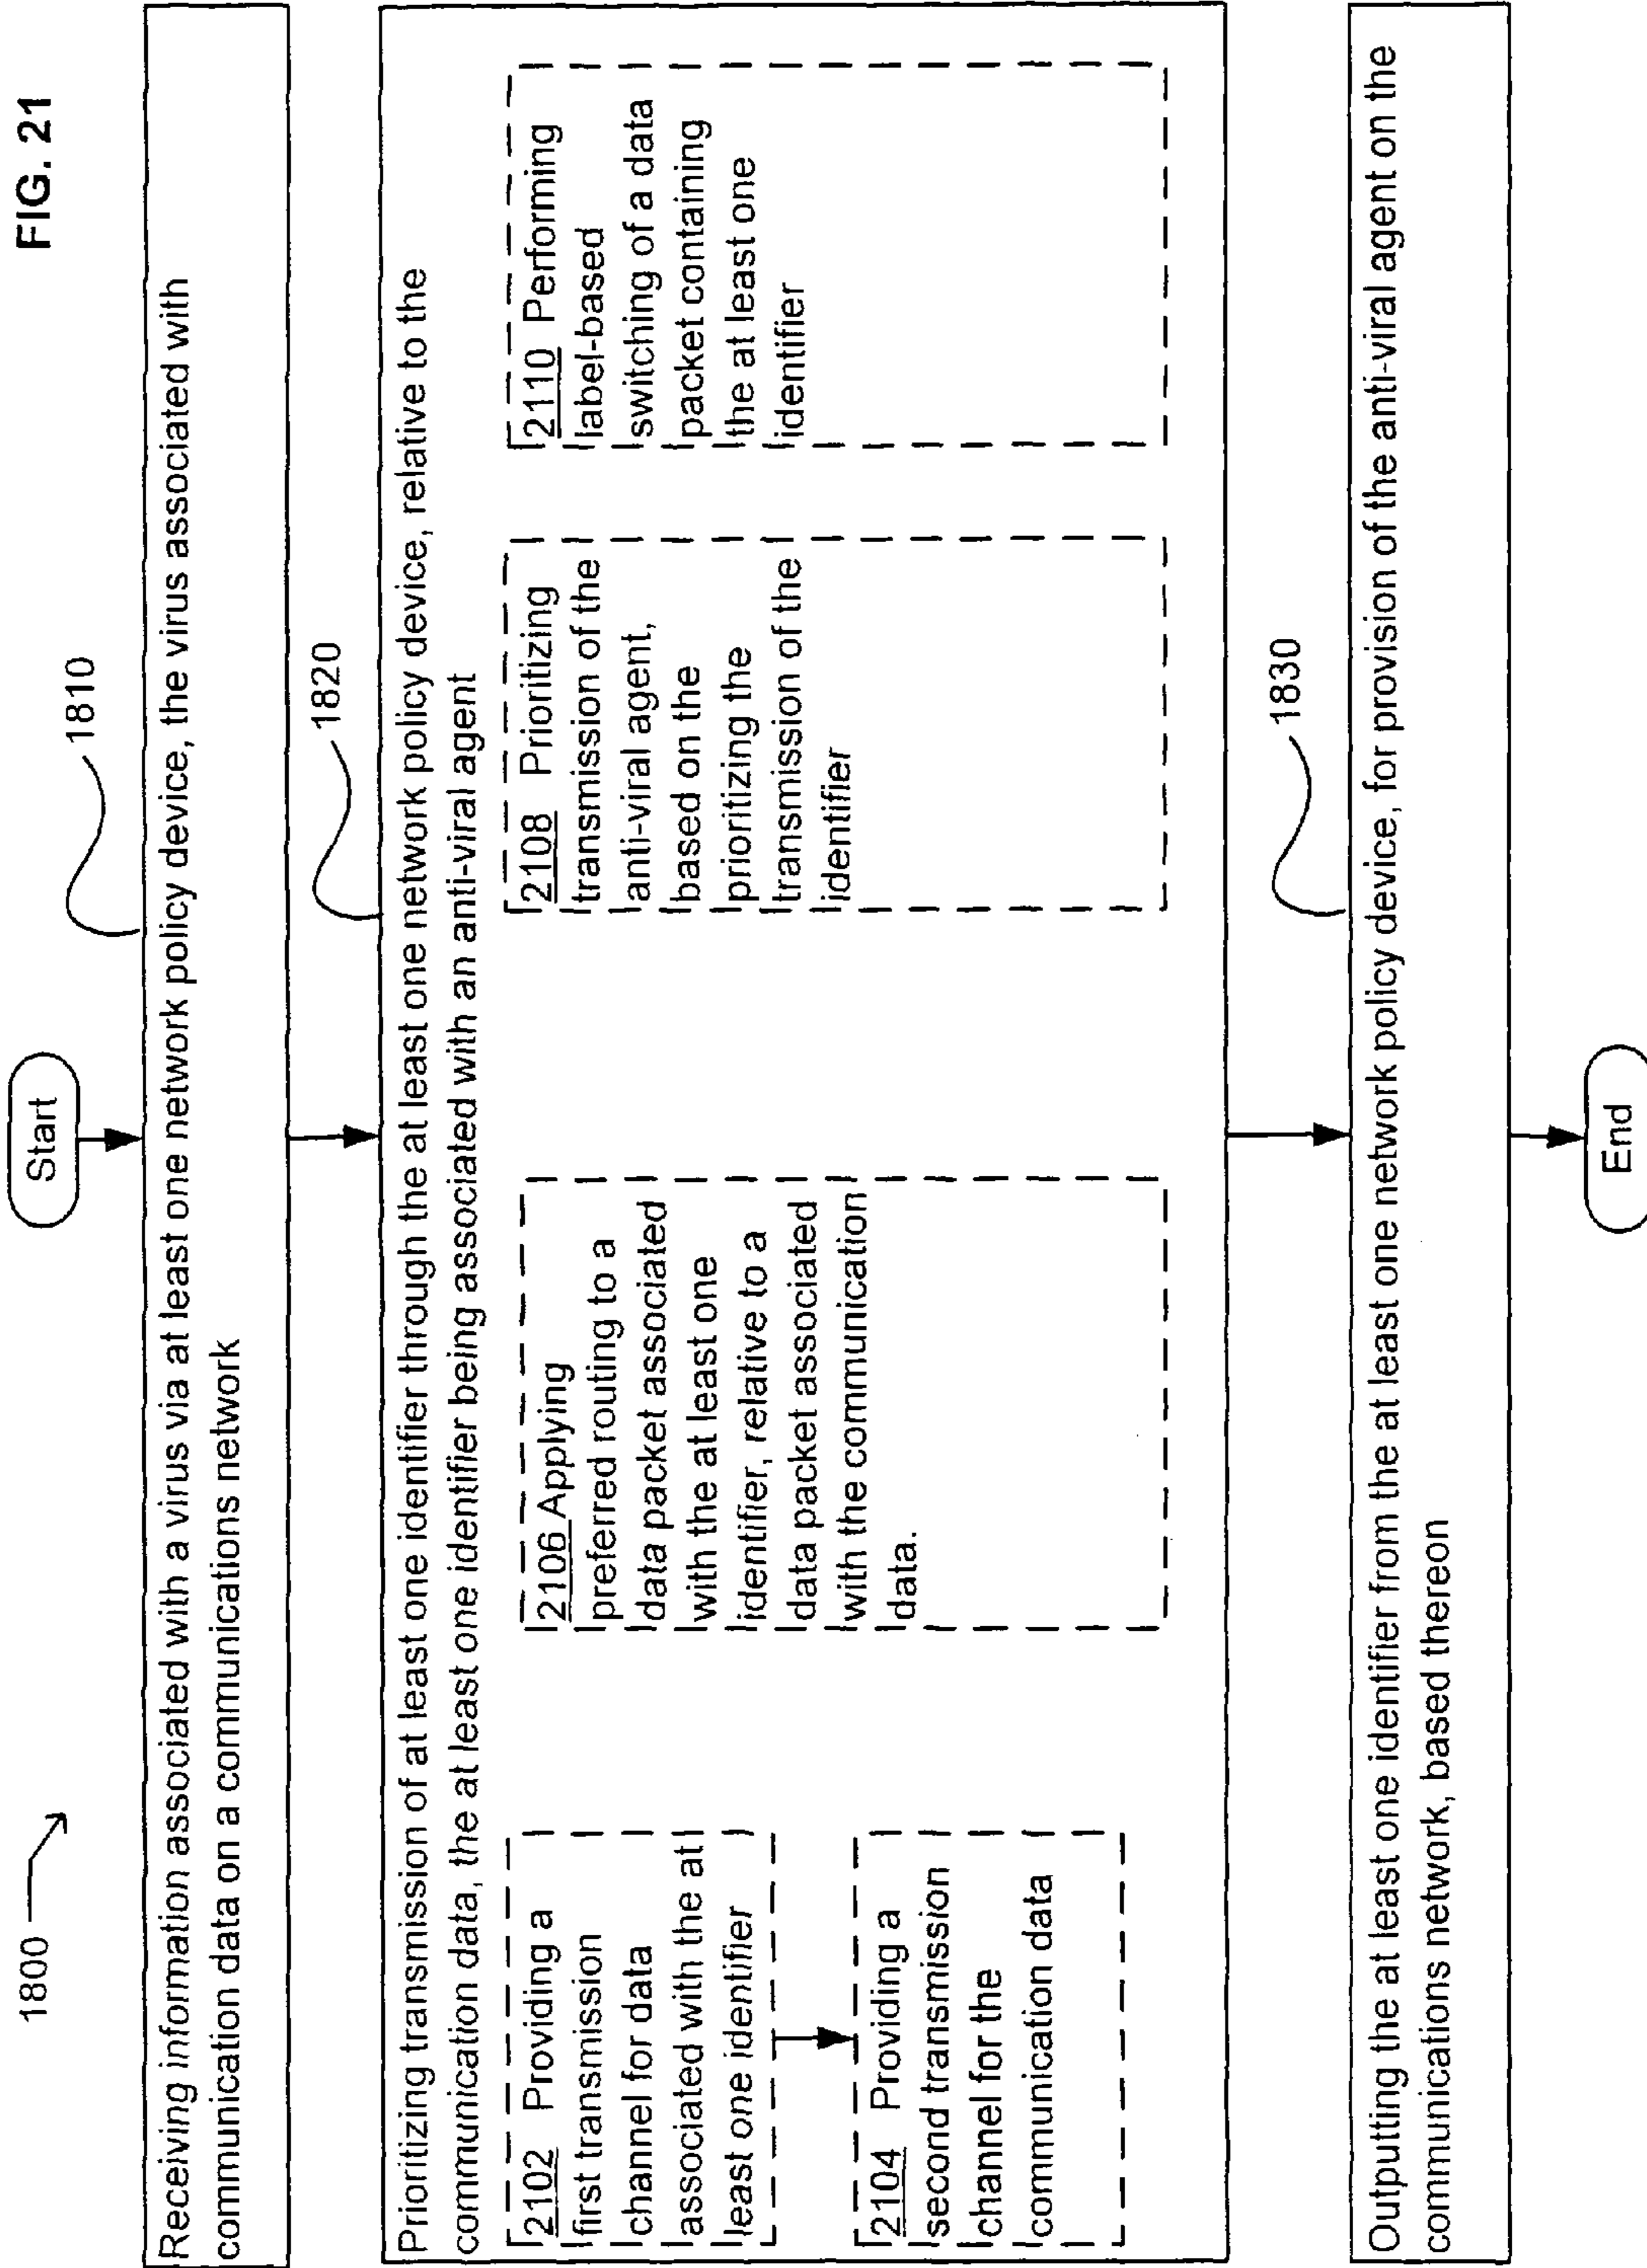 FIG. 21
1800
Start
1810
Receiving information associated with a virus via at least one network policy device, the virus associated with
communication data on a communications network
1820
Prioritizing transmission of at least one identifier through the at least one network policy device, relative to the
communication data, the at least one identifier being associated with an anti-viral agent
2102 Providing a
first transmission
channel for data
associated with the at
least one identifier
2104 Providing a
second transmission
channel for the
communication data
2106 Applying
preferred routing to a
data packet associated
with the at least one
identifier, relative to a
data packet associated
with the communication
data.
2108 Prioritizing
transmission of the
anti-viral agent,
based on the
prioritizing the
transmission of the
identifier
2110 Performing
label-based
switching of a data
packet containing
the at least one
identifier
1830
Outputing the at least one identifier from the at least one network policy device, for provision of the anti-viral agent on the
communications network, based thereon
End